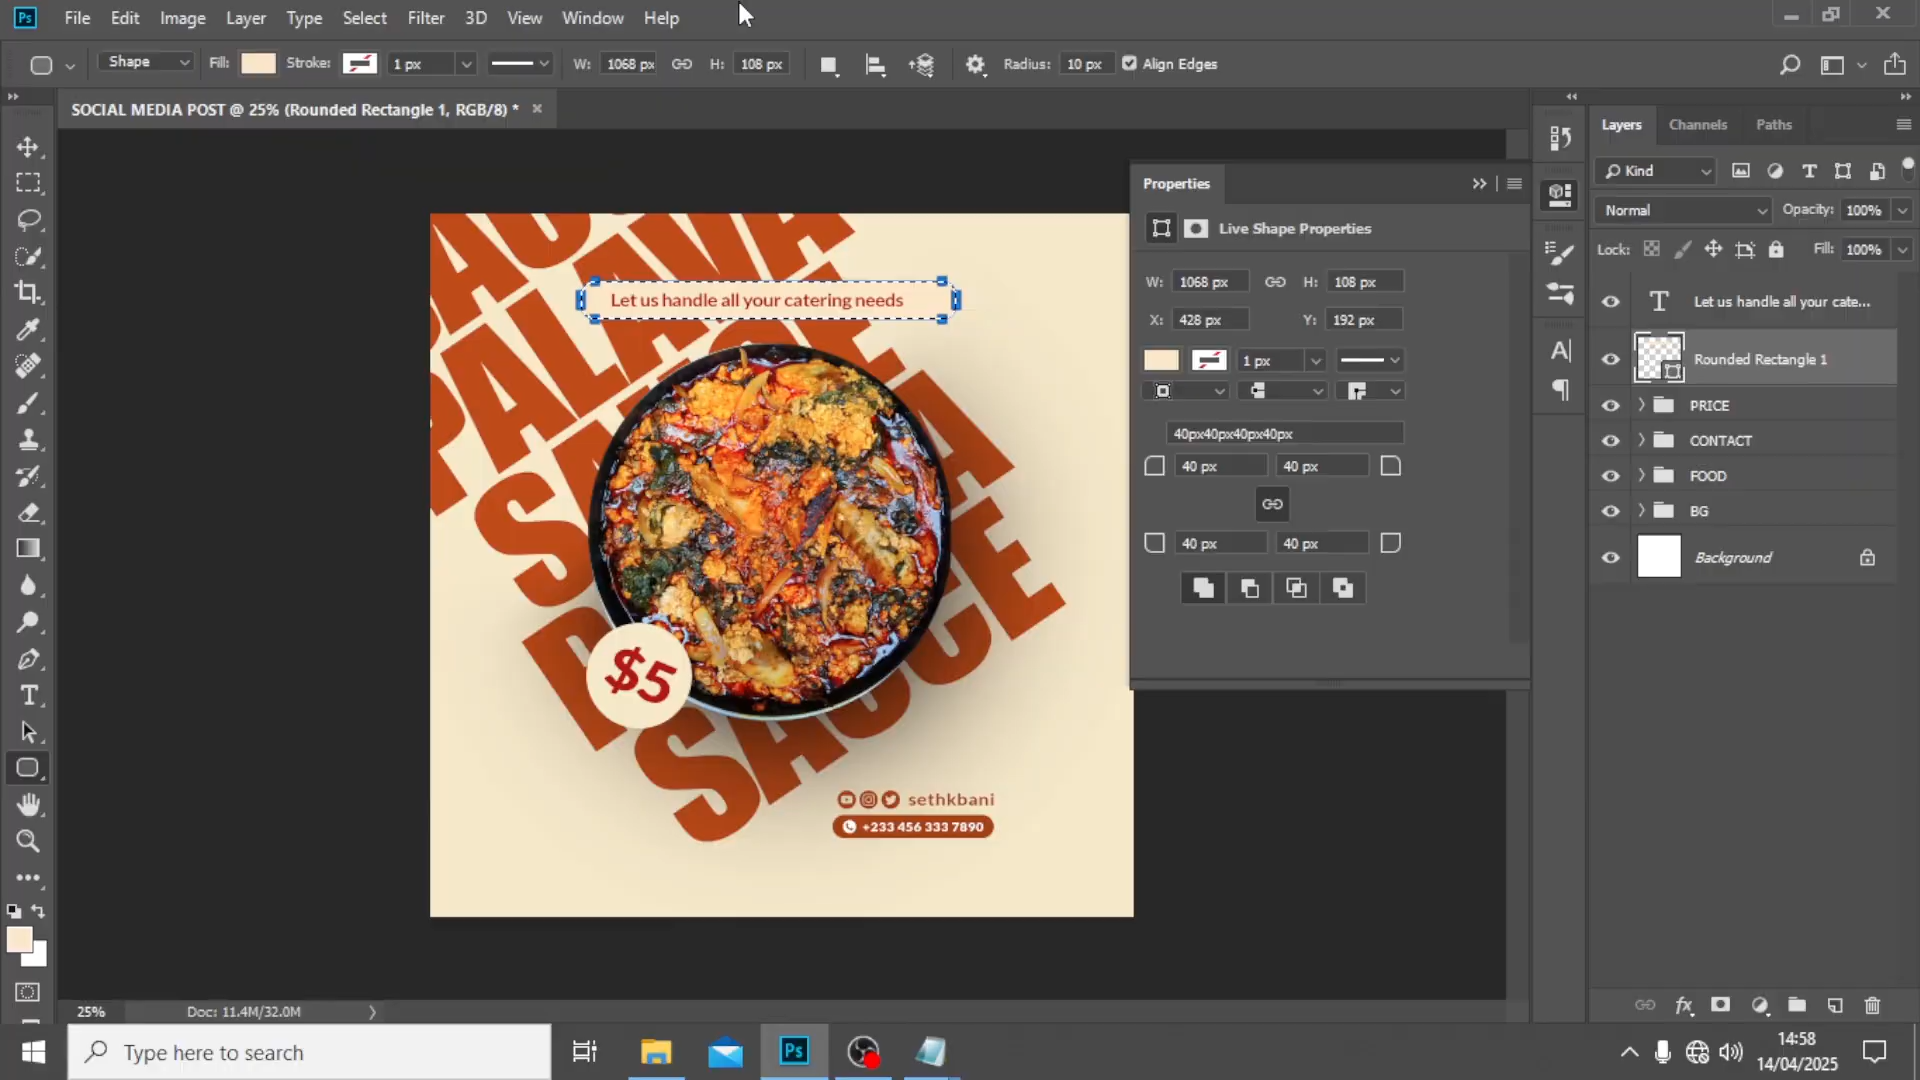 Ps File Edit Image Layer Type Select Filter 3D View Window Help
Shape Fill: Stroke: 1 px W: 1068 px H: 108 px Radius: 10 px Align Edges
SOCIAL MEDIA POST @ 25% (Rounded Rectangle 1, RGB/8) *
PALAVA
SAUCE
SAUCE
Let us handle all your catering needs
$5
sethkbani
+233 456 333 7890
Properties
Live Shape Properties
W: 1068 px H: 108 px
X: 428 px Y: 192 px
1 px
40px40px40px40px
40 px 40 px
40 px 40 px
Layers Channels Paths
Kind
Normal Opacity: 100%
Lock: Fill: 100%
Let us handle all your cate...
Rounded Rectangle 1
PRICE
CONTACT
FOOD
BG
Background
25% Doc: 11.4M/32.0M
Type here to search
Ps
14:58
14/04/2025